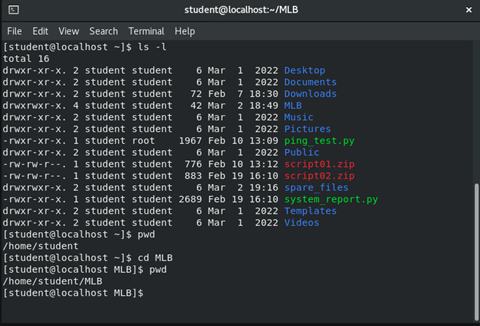 student@localhost:~/MLB
File Edit View Search Terminal Help
[student@localhost ~]$ ls -l
total 16
drwxr-xr-x. 2 student student 6 Mar 1 2022 Desktop
drwxr-xr-x. 2 student student 6 Mar 1 2022 Documents
drwxr-xr-x. 2 student student 72 Feb 7 18:30 Downloads
drwxrwxr-x. 4 student student 42 Mar 2 18:49 MLB
drwxr-xr-x. 2 student student 6 Mar 1 2022 Music
drwxr-xr-x. 2 student student 6 Mar 1 2022 Pictures
-rwxr-xr-x. 1 student root 1967 Feb 10 13:09 ping_test.py
drwxr-xr-x. 2 student student 6 Mar 1 2022 Public
-rw-rw-r--. 1 student student 776 Feb 10 13:12 script01.zip
-rw-rw-r--. 1 student student 883 Feb 19 16:10 script02.zip
drwxrwxr-x. 2 student student 6 Mar 2 19:16 spare_files
-rwxr-xr-x. 1 student student 2689 Feb 19 16:10 system_report.py
drwxr-xr-x. 2 student student 6 Mar 1 2022 Templates
drwxr-xr-x. 2 student student 6 Mar 1 2022 Videos
[student@localhost ~]$ pwd
/home/student
[student@localhost ~]$ cd MLB
[student@localhost MLB]$ pwd
/home/student/MLB
[student@localhost MLB]$